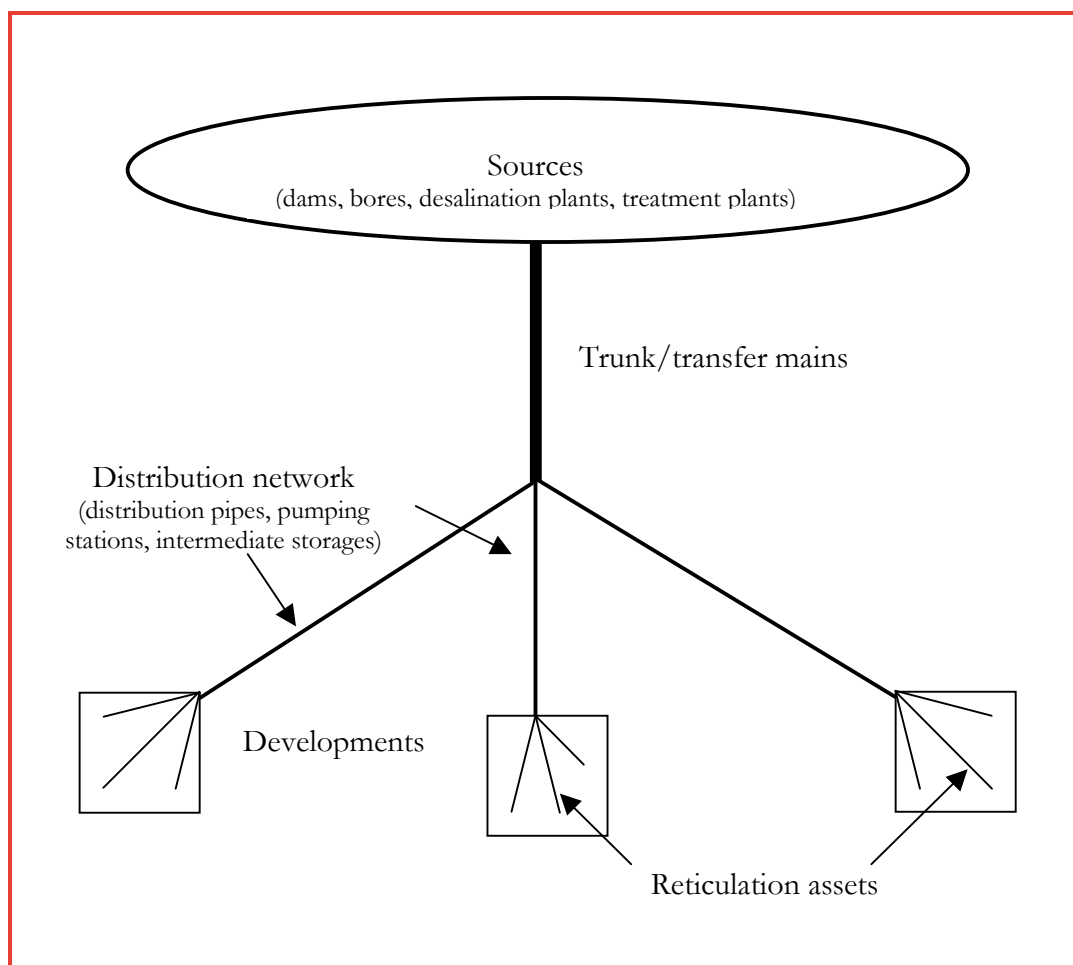 Sources
(dams, bores, desalination plants, treatment plants)
Trunk/transfer mains
Distribution network
(distribution pipes, pumping
stations, intermediate storages)
Developments
Reticulation assets